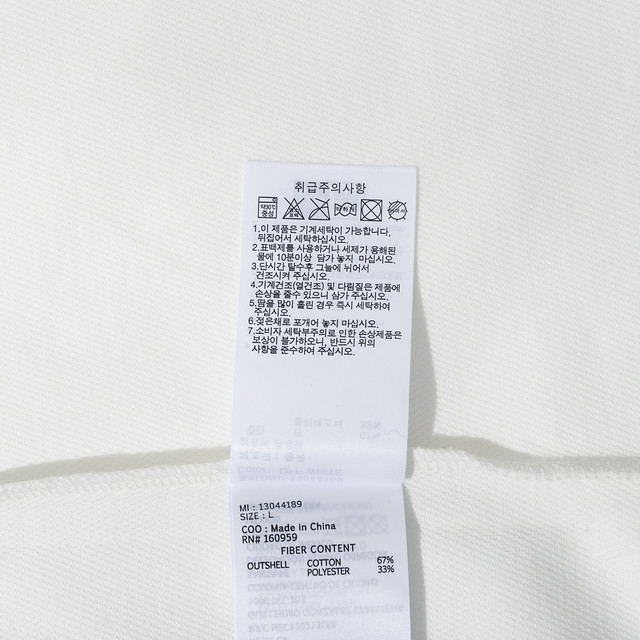 취급주의사항
약30℃
중성
1.이 제품은 기계세탁이 가능합니다,
뒤집어서 세탁하십시오.
2.표백제를 사용하거나 세제가 용해된
물에 10분이상 담가 놓지 마십시오.
3.단시간 탈수후 그늘에 뉘어서
건조시켜 주십시오.
4.기계건조(열건조) 및 다림질은 제품에
손상을 줄수 있으니 삼가 주십시오.
5.땀을 많이 흘린 경우 즉시 세탁하여
주십시오.
6.젖은채로 포개어 놓지 마십시오.
7.소비자 세탁부주의로 인한 손상제품은
보상이 불가하오니, 반드시 위의
사항을 준수하여 주십시오.
MI : 13044189
SIZE : L
COO : Made in China
RN# 160959
FIBER CONTENT
OUTSHELL COTTON 67%
POLYESTER 33%